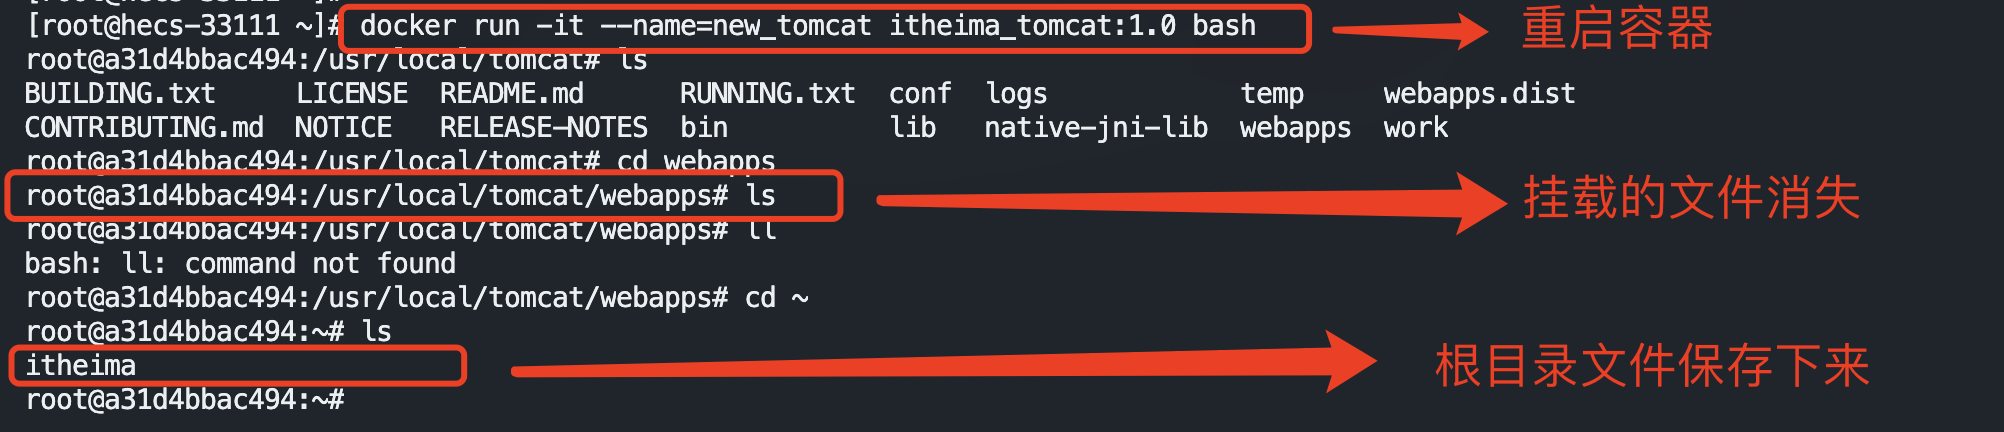 [root@hecs-33111 ~]#
[root@hecs-33111 ~]# docker run -it --name=new_tomcat itheima_tomcat:1.0 bash
重启容器
root@a31d4bbac494:/usr/local/tomcat# ls
BUILDING.txt LICENSE README.md RUNNING.txt conf logs temp webapps.dist
CONTRIBUTING.md NOTICE RELEASE-NOTES bin lib native-jni-lib webapps work
root@a31d4bbac494:/usr/local/tomcat# cd webapps
root@a31d4bbac494:/usr/local/tomcat/webapps# ls
挂载的文件消失
root@a31d4bbac494:/usr/local/tomcat/webapps# ll
bash: ll: command not found
root@a31d4bbac494:/usr/local/tomcat/webapps# cd ~
root@a31d4bbac494:~# ls
itheima
根目录文件保存下来
root@a31d4bbac494:~#